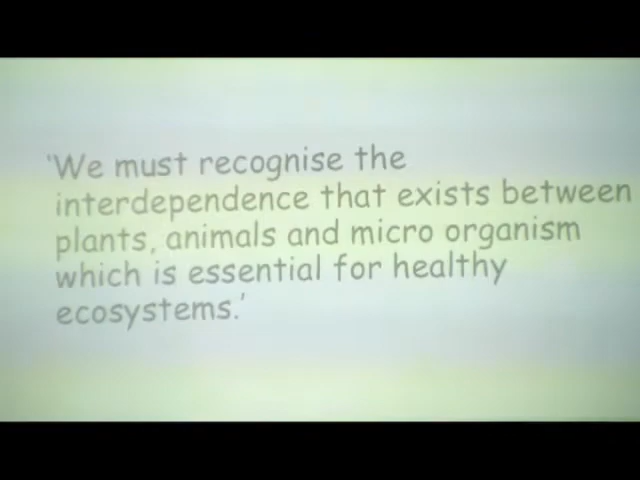 'We must recognise the
interdependence that exists between
plants, animals and micro organism
which is essential for healthy
ecosystems.'